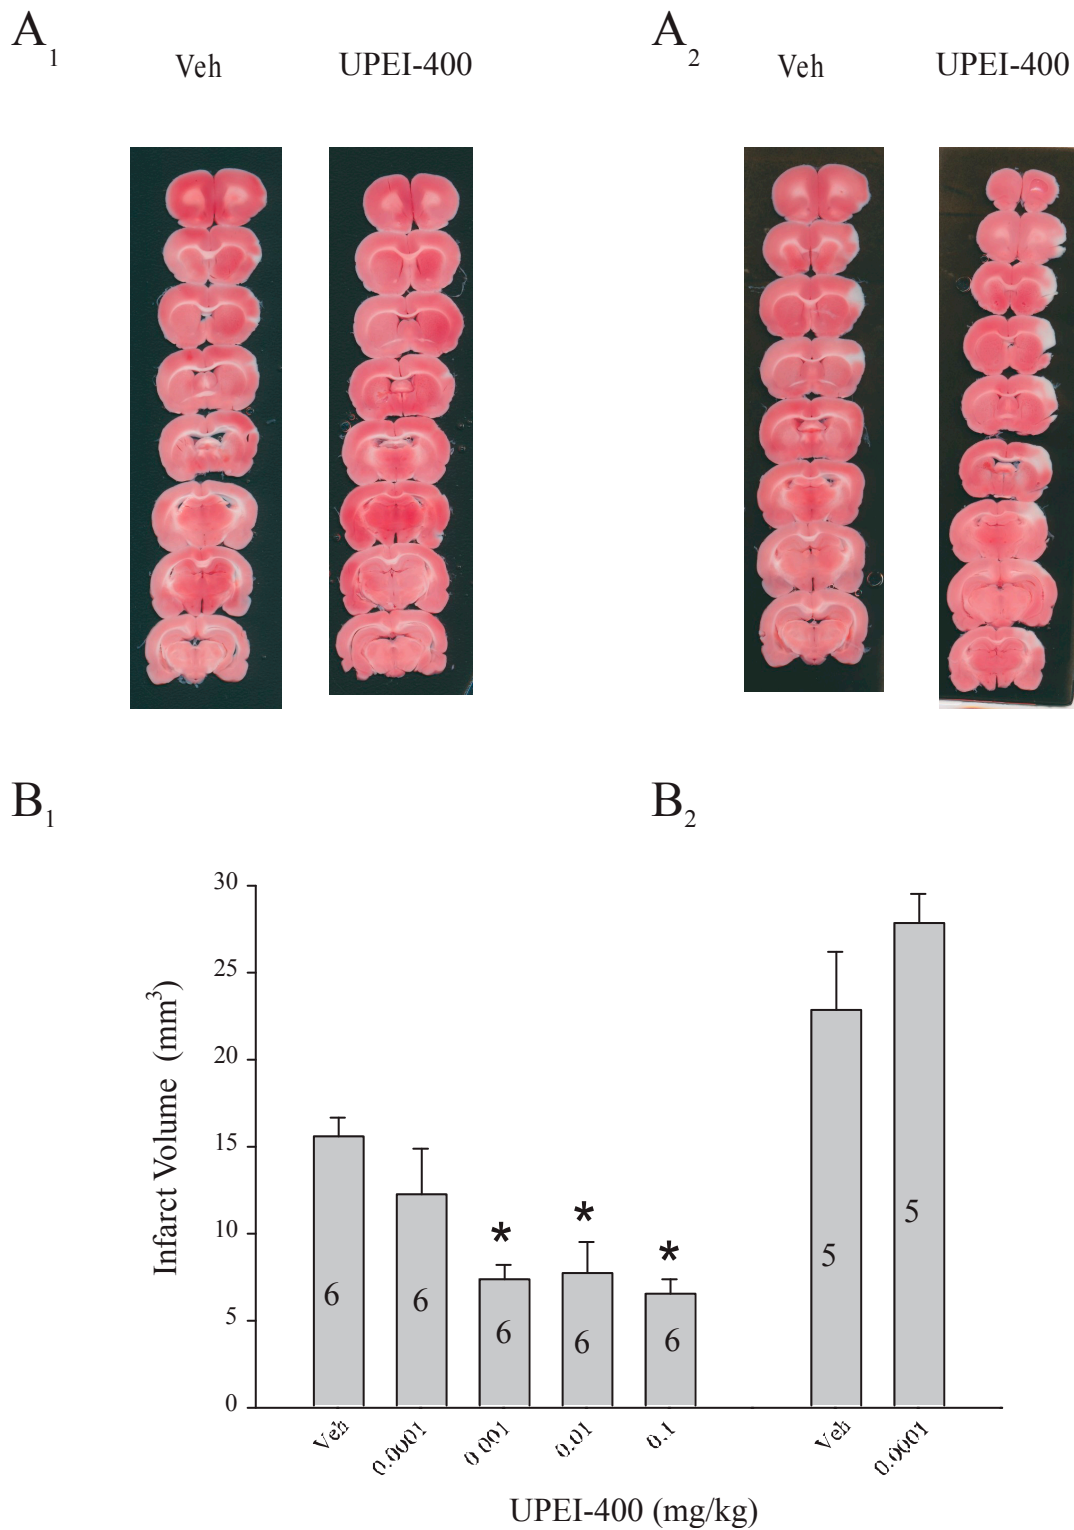 A1
A2
Veh
UPEI-400
Veh
UPEI-400
B1
B2
30
25
20
15
10
5
0
Infarct Volume (mm3)
*
*
*
6
6
6
6
6
5
5
Veh
0.0001
0.001
0.01
0.1
Veh
0.0001
UPEI-400 (mg/kg)